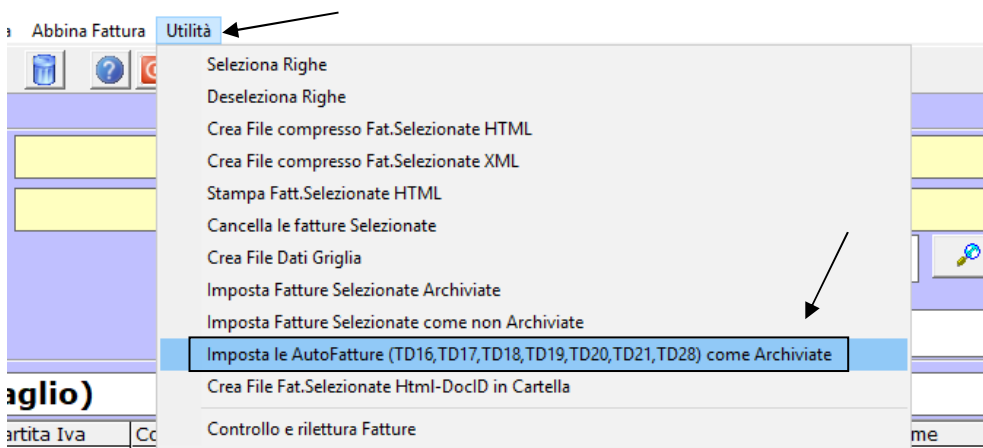 Abbina Fattura Utilità
Seleziona Righe
Deseleziona Righe
Crea File compresso Fat.Selezionate HTML
Crea File compresso Fat.Selezionate XML
Stampa Fatt.Selezionate HTML
Cancella le fatture Selezionate
Crea File Dati Griglia
Imposta Fatture Selezionate Archiviate
Imposta Fatture Selezionate come non Archiviate
Imposta le AutoFatture (TD16,TD17,TD18,TD19,TD20,TD21,TD28) come Archiviate
Crea File Fat.Selezionate Html-DocID in Cartella
aglio)
Controllo e rilettura Fatture
artita Iva Co me